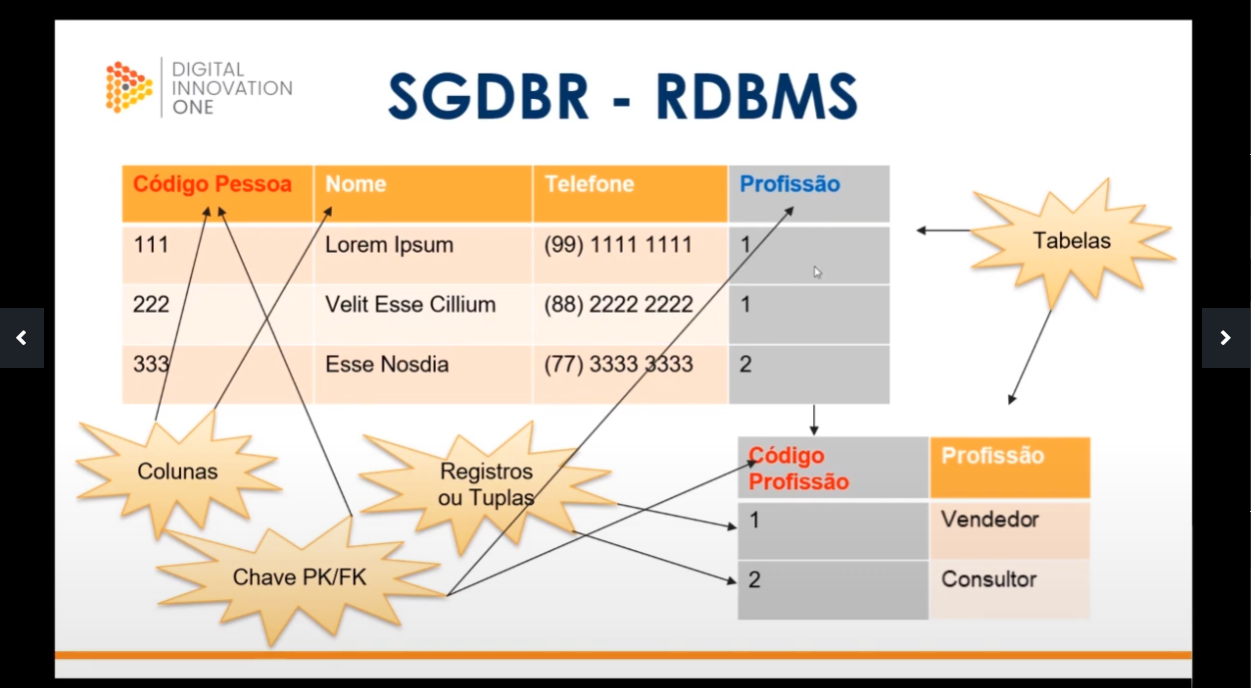 DIGITAL
INNOVATION
ONE
SGDBR - RDBMS
Código Pessoa Nome Telefone Profissão
111 Lorem Ipsum (99) 1111 1111 1
222 Velit Esse Cillium (88) 2222 2222 1
333 Esse Nosdia (77) 3333 3333 2
Tabelas
Colunas
Registros
ou Tuplas
Chave PK/FK
Código
Profissão
Profissão
1 Vendedor
2 Consultor